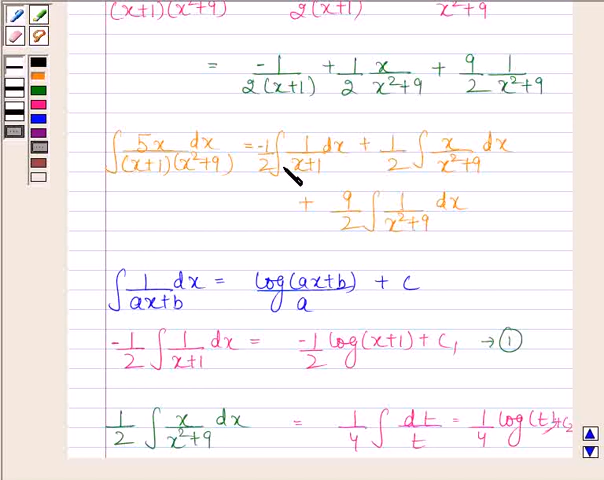 (x+1)(x²+9) 2(x+1) x²+9
= -1/2(x+1) + 1/2 x/x²+9 + 9/2 1/x²+9
∫ 5x dx/(x+1)(x²+9) = -1/2 ∫ 1/x+1 dx + 1/2 ∫ x/x²+9 dx
+ 9/2 ∫ 1/x²+9 dx
∫ 1/ax+b dx = log(ax+b)/a + C
-1/2 ∫ 1/x+1 dx = -1/2 log(x+1) + C₁ → ①
1/2 ∫ x/x²+9 dx = 1/4 ∫ dt/t = 1/4 log(t)+C₂